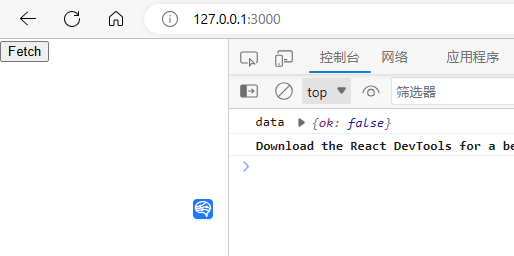 127.0.0.1:3000
Fetch
控制台 网络 应用程序
top 筛选器
data ▶ {ok: false}
Download the React DevTools for a be